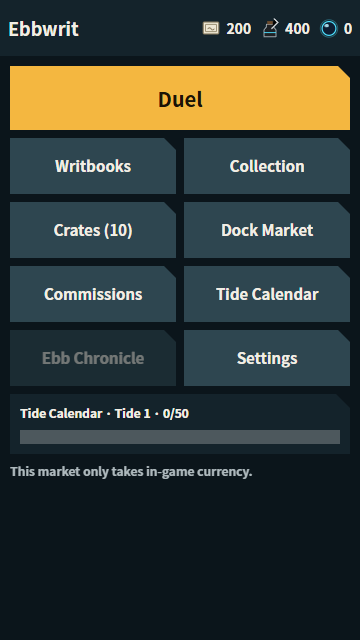 Ebbwrit 200 400 0
Duel
Writbooks Collection
Crates (10) Dock Market
Commissions Tide Calendar
Ebb Chronicle Settings
Tide Calendar · Tide 1 · 0/50
This market only takes in-game currency.